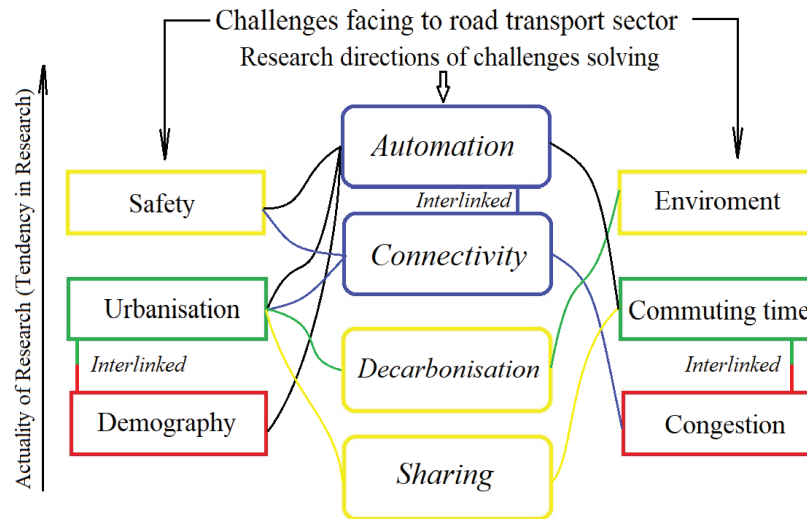 Challenges facing to road transport sector
Research directions of challenges solving
Actuality of Research (Tendency in Research)
Automation
Safety
Interlinked
Enviroment
Connectivity
Urbanisation
Commuting time
Interlinked
Decarbonisation
Interlinked
Demography
Congestion
Sharing